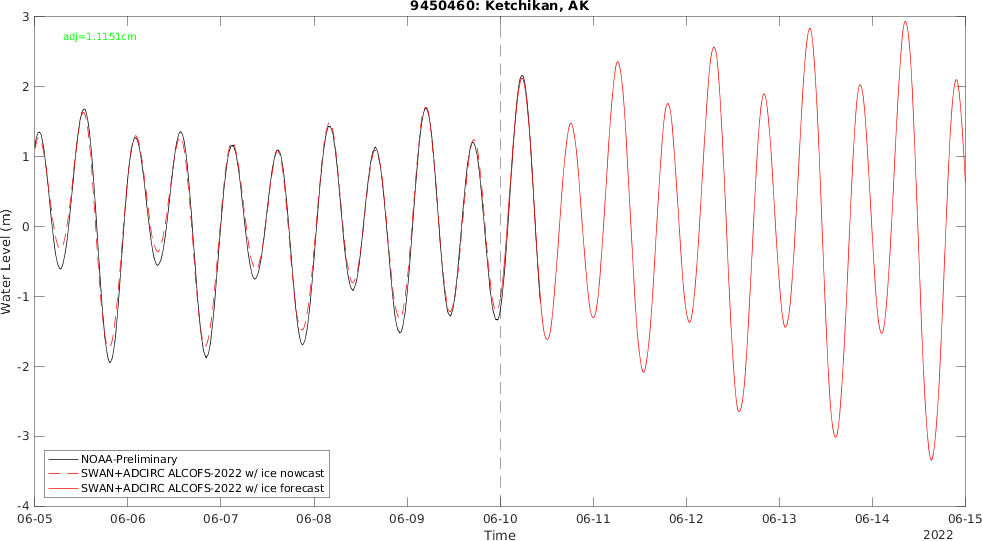 9450460: Ketchikan, AK
adj=1.1151cm
3
2
1
0
-1
-2
-3
-4
Water Level (m)
NOAA-Preliminary
SWAN+ADCIRC ALCOFS-2022 w/ ice nowcast
SWAN+ADCIRC ALCOFS-2022 w/ ice forecast
06-05 06-06 06-07 06-08 06-09 06-10 06-11 06-12 06-13 06-14 06-15
Time
2022